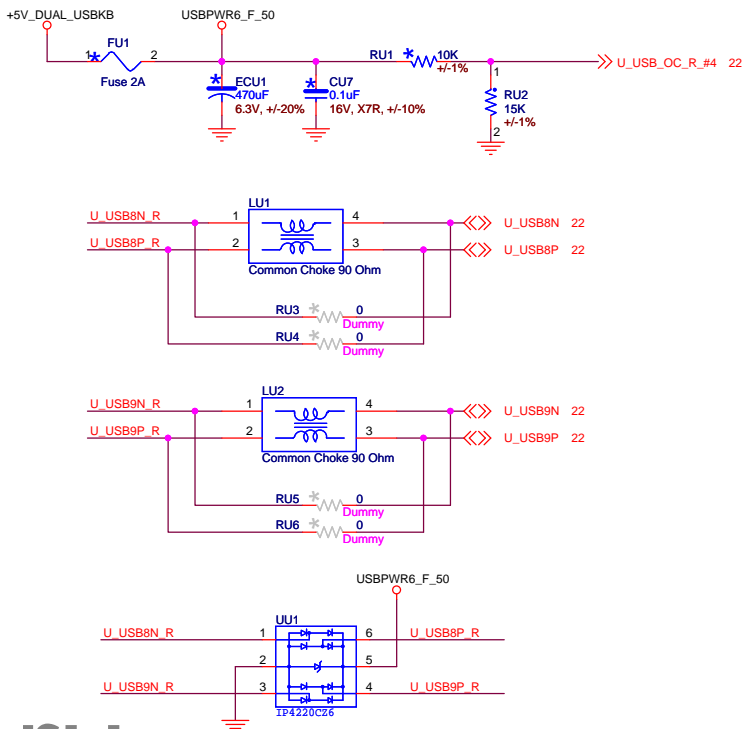 +5V_DUAL_USBKB
USBPWR6_F_50
FU1
1
2
Fuse 2A
RU1
10K
+/-1%
U_USB_OC_R_#4 22
ECU1
470uF
6.3V, +/-20%
CU7
0.1uF
16V, X7R, +/-10%
1
RU2
15K
+/-1%
2
LU1
U_USB8N_R
1
4
U_USB8N 22
U_USB8P_R
2
3
U_USB8P 22
Common Choke 90 Ohm
RU3
0
Dummy
RU4
0
Dummy
LU2
U_USB9N_R
1
4
U_USB9N 22
U_USB9P_R
2
3
U_USB9P 22
Common Choke 90 Ohm
RU5
0
Dummy
RU6
0
Dummy
USBPWR6_F_50
UU1
U_USB8N_R
1
6
U_USB8P_R
2
5
U_USB9N_R
3
4
U_USB9P_R
IP4220CZ6